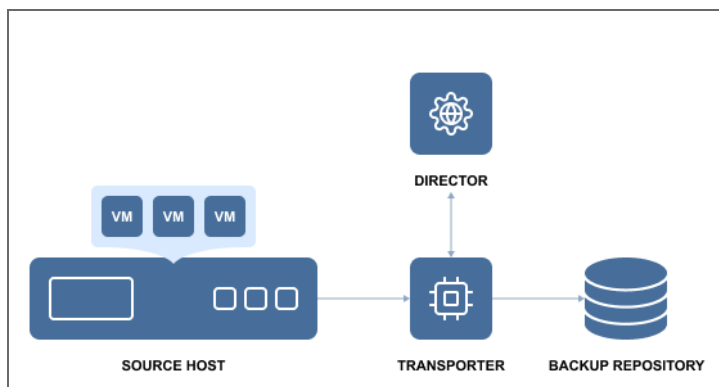 DIRECTOR
VM VM VM
SOURCE HOST
TRANSPORTER
BACKUP REPOSITORY